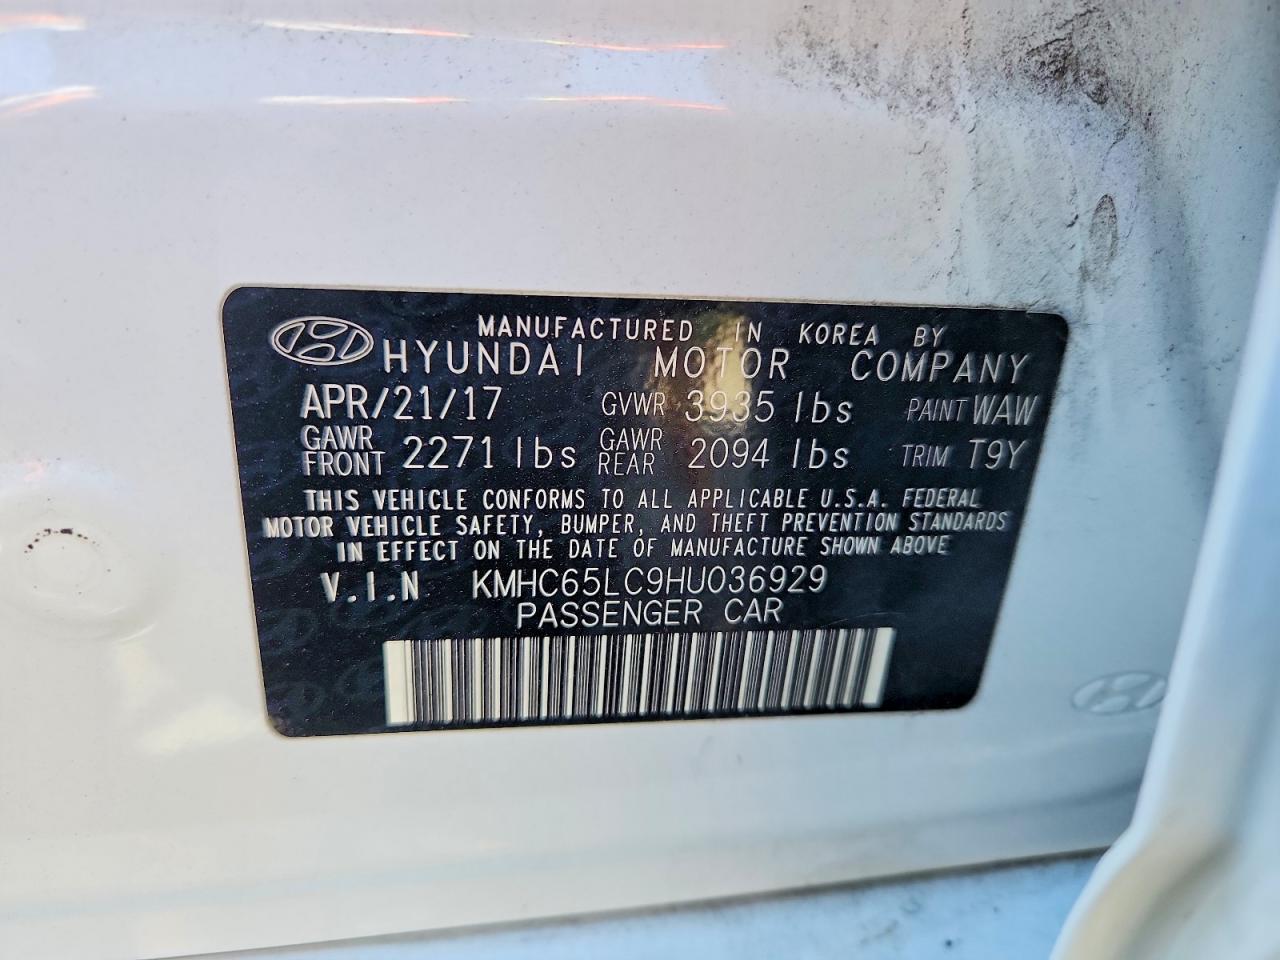 MANUFACTURED IN KOREA BY
HYUNDAI MOTOR COMPANY
APR/21/17 GVWR 3935 lbs PAINT WAW
GAWR FRONT 2271 lbs GAWR REAR 2094 lbs TRIM T9Y
THIS VEHICLE CONFORMS TO ALL APPLICABLE U.S.A. FEDERAL
MOTOR VEHICLE SAFETY, BUMPER, AND THEFT PREVENTION STANDARDS
IN EFFECT ON THE DATE OF MANUFACTURE SHOWN ABOVE
V.I.N KMHC65LC9HU036929
PASSENGER CAR